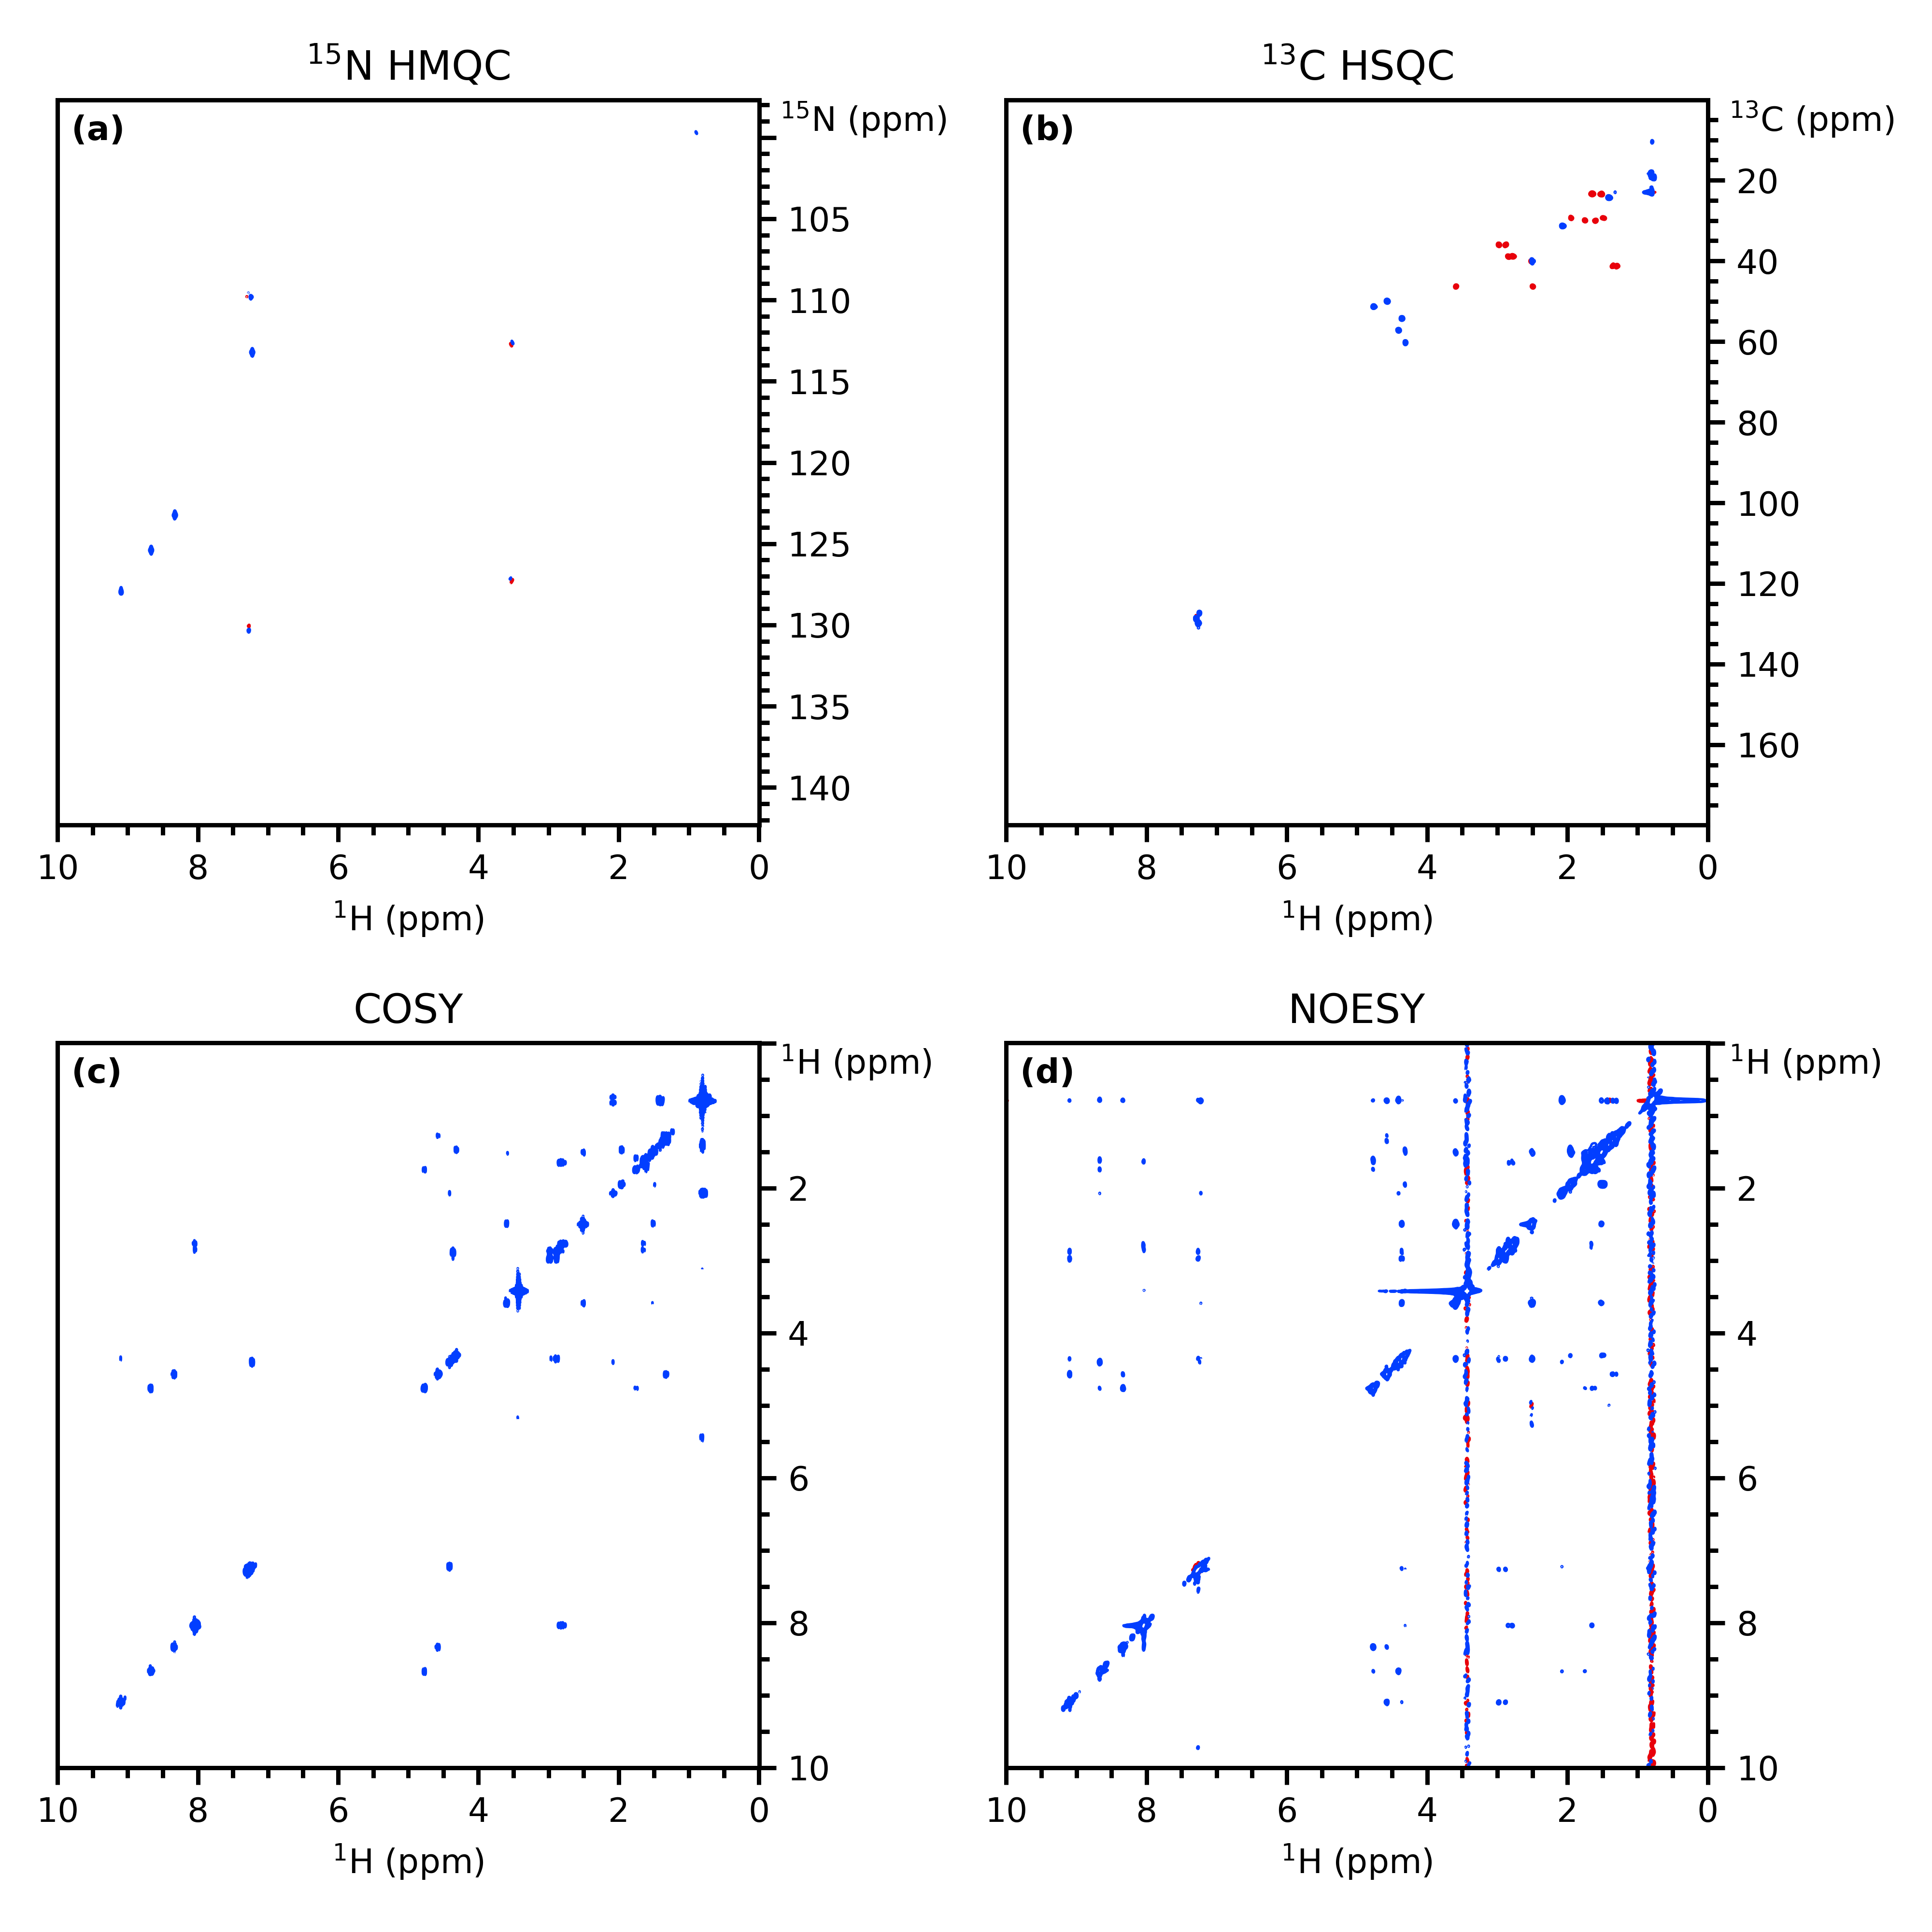 ¹⁵N HMQC
(a)
¹⁵N (ppm)
105
110
115
120
125
130
135
140
10 8 6 4 2 0
¹H (ppm)
¹³C HSQC
(b)
¹³C (ppm)
20
40
60
80
100
120
140
160
10 8 6 4 2 0
¹H (ppm)
COSY
(c)
¹H (ppm)
2
4
6
8
10
10 8 6 4 2 0
¹H (ppm)
NOESY
(d)
¹H (ppm)
2
4
6
8
10
10 8 6 4 2 0
¹H (ppm)